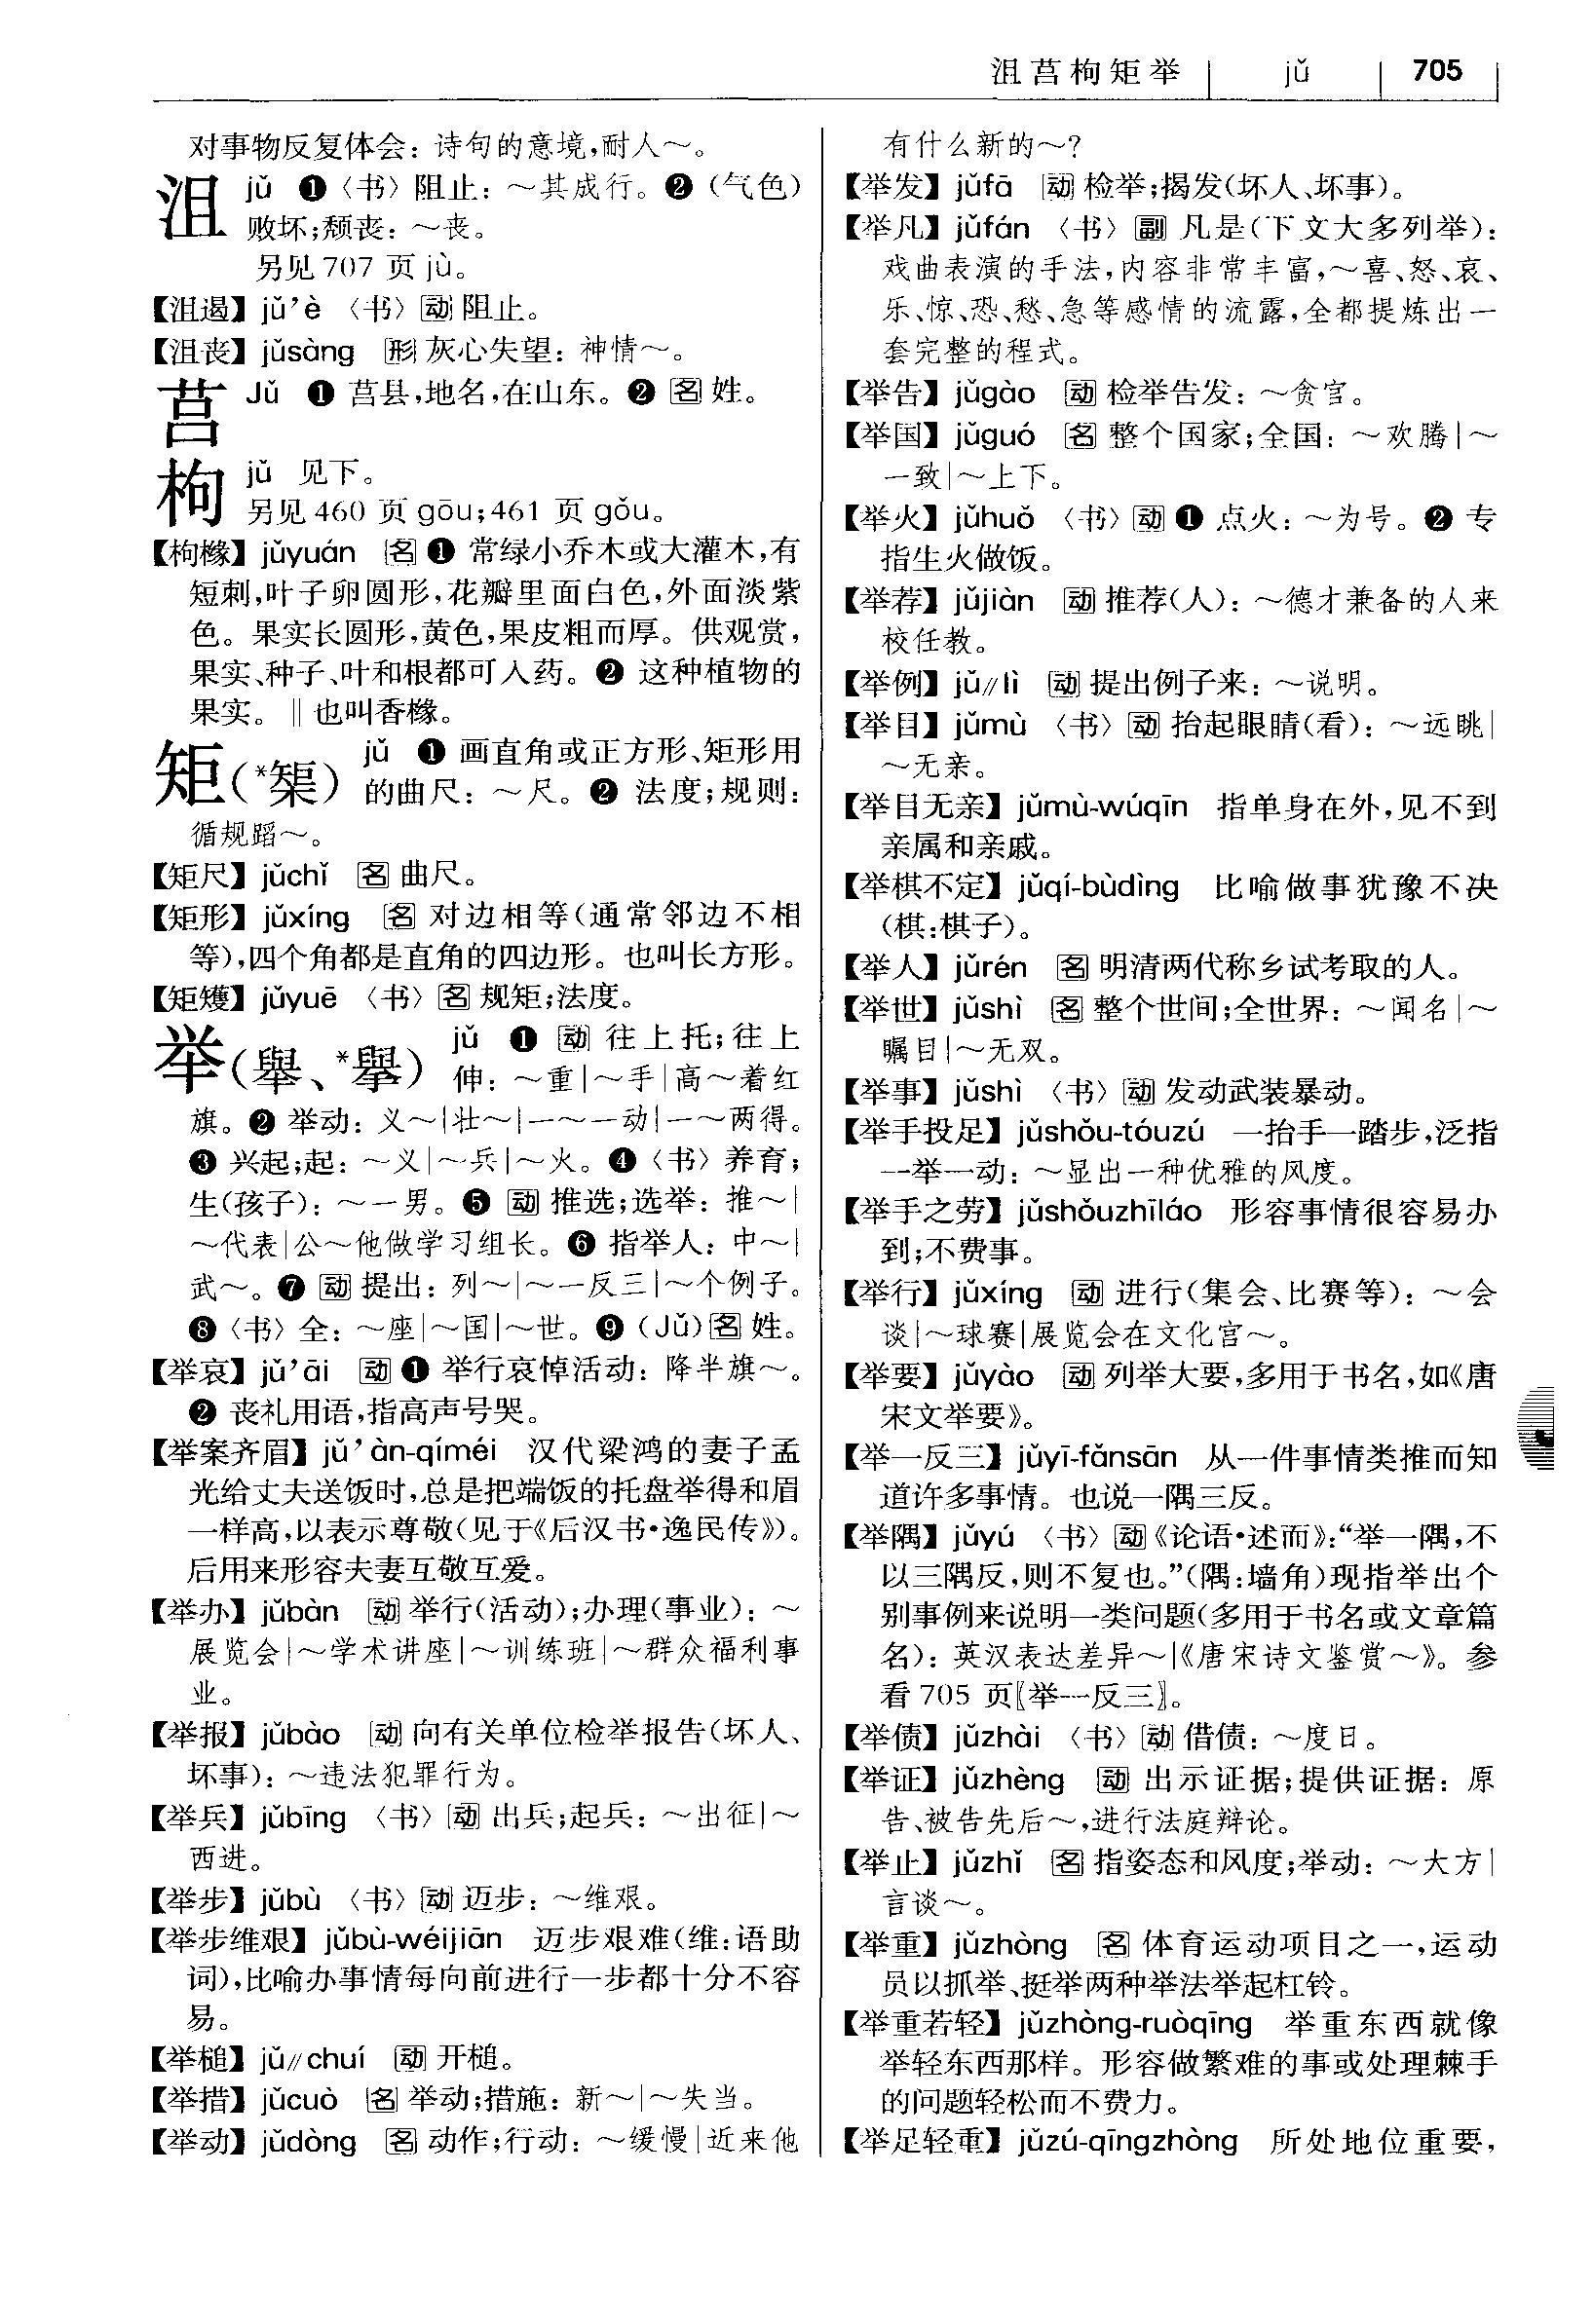 沮莒枸矩举 | jǔ | 705
对事物反复体会：诗句的意境，耐人～。
沮 jǔ ❶〈书〉阻止：～其成行。❷（气色）
败坏；颓丧：～丧。
另见 707 页 jù。
【沮遏】jǔ’è 〈书〉动 阻止。
【沮丧】jǔsàng 形 灰心失望：神情～。
莒 Jǔ ❶ 莒县，地名，在山东。❷ 名 姓。
枸 jǔ 见下。
另见 460 页 gōu；461 页 gǒu。
【枸橼】jǔyuán 名 ❶ 常绿小乔木或大灌木，有
短刺，叶子卵圆形，花瓣里面白色，外面淡紫
色。果实长圆形，黄色，果皮粗而厚。供观赏，
果实、种子、叶和根都可入药。❷ 这种植物的
果实。‖也叫香橼。
矩（*榘） jǔ ❶ 画直角或正方形、矩形用
的曲尺：～尺。❷ 法度；规则：
循规蹈～。
【矩尺】jǔchǐ 名 曲尺。
【矩形】jǔxíng 名 对边相等（通常邻边不相
等），四个角都是直角的四边形。也叫长方形。
【矩矱】jǔyuē 〈书〉名 规矩；法度。
举（舉、*擧） jǔ ❶ 动 往上托；往上
伸：～重|～手|高～着红
旗。❷ 举动：义～|壮～|一～一动|一～两得。
❸ 兴起；起：～义|～兵|～火。❹〈书〉养育；
生（孩子）：～一男。❺ 动 推选；选举：推～|
～代表|公～他做学习组长。❻ 指举人：中～|
武～。❼ 动 提出：列～|～一反三|～个例子。
❽〈书〉全：～座|～国|～世。❾（Jǔ）名 姓。
【举哀】jǔ’āi 动 ❶ 举行哀悼活动：降半旗～。
❷ 丧礼用语，指高声号哭。
【举案齐眉】jǔ’àn-qíméi 汉代梁鸿的妻子孟
光给丈夫送饭时，总是把端饭的托盘举得和眉
一样高，以表示尊敬（见于《后汉书·逸民传》）。
后用来形容夫妻互敬互爱。
【举办】jǔbàn 动 举行（活动）；办理（事业）：～
展览会|～学术讲座|～训练班|～群众福利事
业。
【举报】jǔbào 动 向有关单位检举报告（坏人、
坏事）：～违法犯罪行为。
【举兵】jǔbīng 〈书〉动 出兵；起兵：～出征|～
西进。
【举步】jǔbù 〈书〉动 迈步：～维艰。
【举步维艰】jǔbù-wéijiān 迈步艰难（维：语助
词），比喻办事情每向前进行一步都十分不容
易。
【举槌】jǔ∥chuí 动 开槌。
【举措】jǔcuò 名 举动；措施：新～|～失当。
【举动】jǔdòng 名 动作；行动：～缓慢|近来他
有什么新的～？
【举发】jǔfā 动 检举；揭发（坏人、坏事）。
【举凡】jǔfán 〈书〉副 凡是（下文大多列举）：
戏曲表演的手法，内容非常丰富，～喜、怒、哀、
乐、惊、恐、愁、急等感情的流露，全都提炼出一
套完整的程式。
【举告】jǔgào 动 检举告发：～贪官。
【举国】jǔguó 名 整个国家；全国：～欢腾|～
一致|～上下。
【举火】jǔhuǒ 〈书〉动 ❶ 点火：～为号。❷ 专
指生火做饭。
【举荐】jǔjiàn 动 推荐（人）：～德才兼备的人来
校任教。
【举例】jǔ∥lì 动 提出例子来：～说明。
【举目】jǔmù 〈书〉动 抬起眼睛（看）：～远眺|
～无亲。
【举目无亲】jǔmù-wúqīn 指单身在外，见不到
亲属和亲戚。
【举棋不定】jǔqí-bùdìng 比喻做事犹豫不决
（棋：棋子）。
【举人】jǔrén 名 明清两代称乡试考取的人。
【举世】jǔshì 名 整个世间；全世界：～闻名|～
瞩目|～无双。
【举事】jǔshì 〈书〉动 发动武装暴动。
【举手投足】jǔshǒu-tóuzú 一抬手一踏步，泛指
一举一动：～显出一种优雅的风度。
【举手之劳】jǔshǒuzhīláo 形容事情很容易办
到；不费事。
【举行】jǔxíng 动 进行（集会、比赛等）：～会
谈|～球赛|展览会在文化宫～。
【举要】jǔyào 动 列举大要，多用于书名，如《唐
宋文举要》。
【举一反三】jǔyī-fǎnsān 从一件事情类推而知
道许多事情。也说一隅三反。
【举隅】jǔyú 〈书〉动《论语·述而》：“举一隅，不
以三隅反，则不复也。”（隅：墙角）现指举出个
别事例来说明一类问题（多用于书名或文章篇
名）：英汉表达差异～|《唐宋诗文鉴赏～》。参
看 705 页〖举一反三〗。
【举债】jǔzhài 〈书〉动 借债：～度日。
【举证】jǔzhèng 动 出示证据；提供证据：原
告、被告先后～，进行法庭辩论。
【举止】jǔzhǐ 名 指姿态和风度；举动：～大方|
言谈～。
【举重】jǔzhòng 名 体育运动项目之一，运动
员以抓举、挺举两种举法举起杠铃。
【举重若轻】jǔzhòng-ruòqīng 举重东西就像
举轻东西那样。形容做繁难的事或处理棘手
的问题轻松而不费力。
【举足轻重】jǔzú-qīngzhòng 所处地位重要，